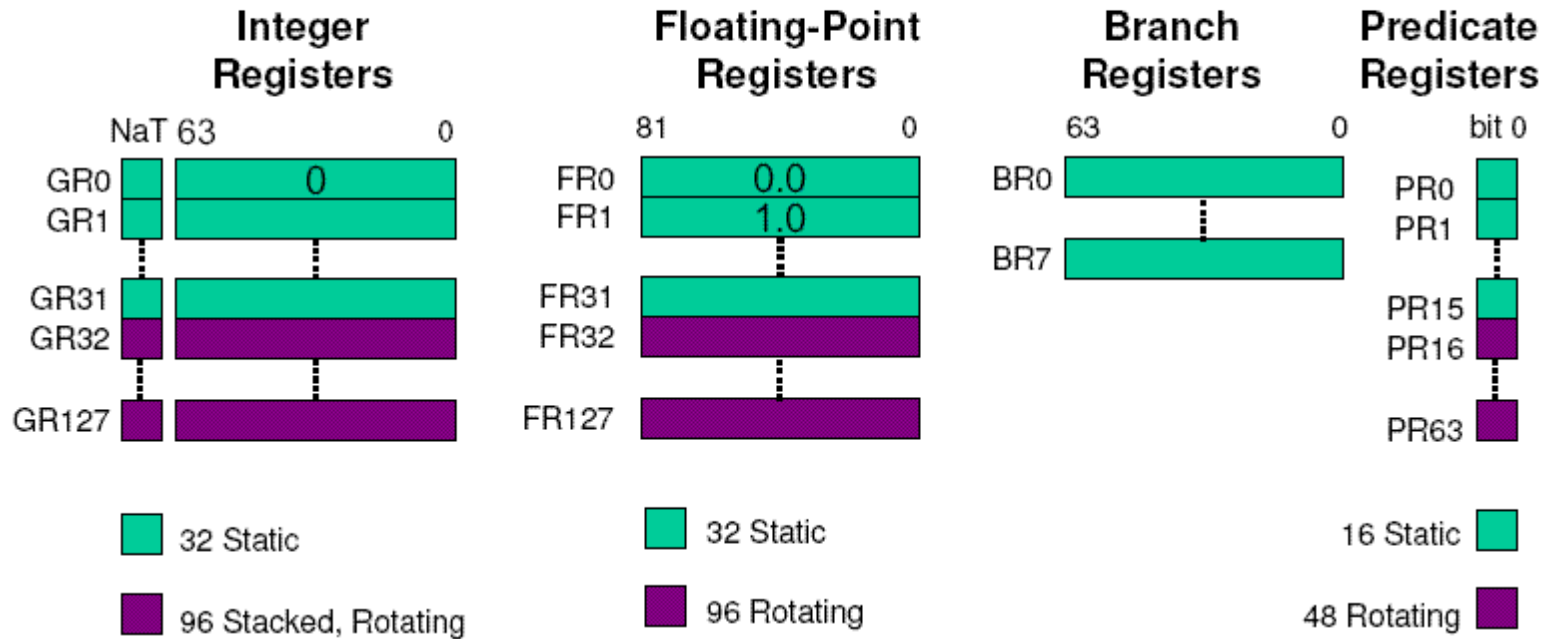 Integer
Registers
NaT 63 0
GR0 0
GR1
GR31
GR32
GR127
32 Static
96 Stacked, Rotating
Floating-Point
Registers
81 0
FR0 0.0
FR1 1.0
FR31
FR32
FR127
32 Static
96 Rotating
Branch
Registers
63 0
BR0
BR7
Predicate
Registers
bit 0
PR0
PR1
PR15
PR16
PR63
16 Static
48 Rotating